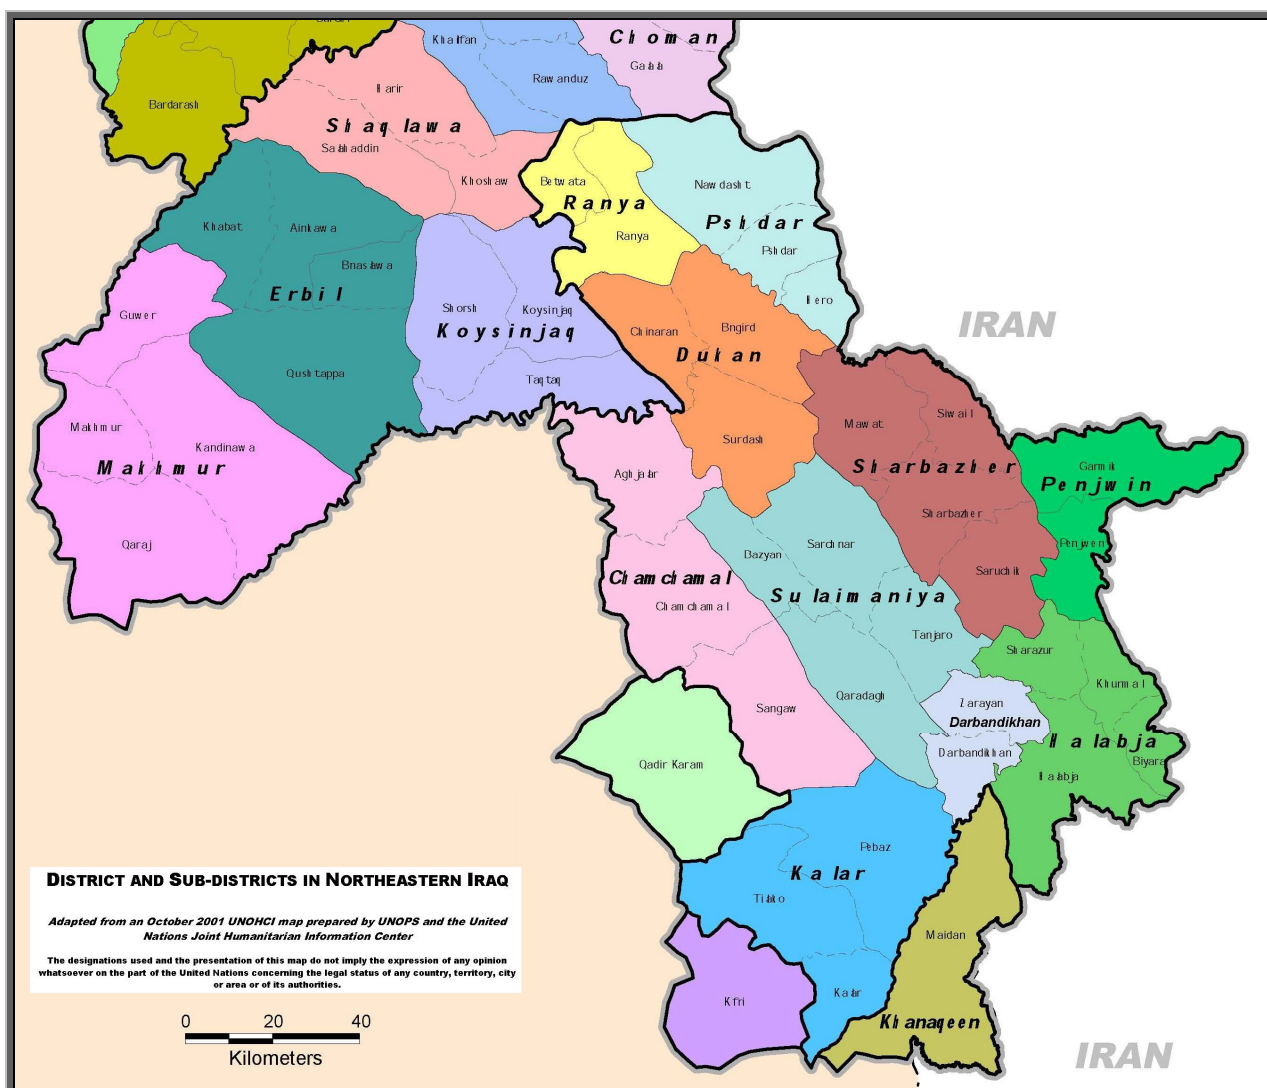 Choman
Khalifan
Galala
Rawanduz
Harir
Bardarash
Shaqlawa
Salahaddin
Khoshaw
Betwata
Nawdasht
Ranya
Pshdar
Khabat
Ainkawa
Ranya
Pshdar
Bnaslawa
Erbil
Hero
Guwer
Shorsh
Koysinjaq
Koysinjaq
Chinaran
Bngird
Dukan
IRAN
Qushtappa
Taqtaq
Makhmur
Kandinawa
Makhmur
Mawat
Siwail
Surdash
Sharbazher
Garmik
Penjwin
Aghjalar
Qaraj
Sharbazher
Sarchinar
Bazyan
Penjwen
Saruchik
Chamchamal
Chamchamal
Sulaimaniya
Tanjaro
Sharazur
Khurmal
Qaradagh
Zarayan
Sangaw
Darbandikhan
Halabja
Darbandikhan
Biyara
Qadir Karam
Halabja
Pebaz
Kalar
Tilako
Maidan
Kalar
Kifri
Khanaqeen
IRAN
DISTRICT AND SUB-DISTRICTS IN NORTHEASTERN IRAQ
Adapted from an October 2001 UNOHCI map prepared by UNOPS and the United
Nations Joint Humanitarian Information Center
The designations used and the presentation of this map do not imply the expression of any opinion
whatsoever on the part of the United Nations concerning the legal status of any country, territory, city
or area or of its authorities.
0 20 40
Kilometers